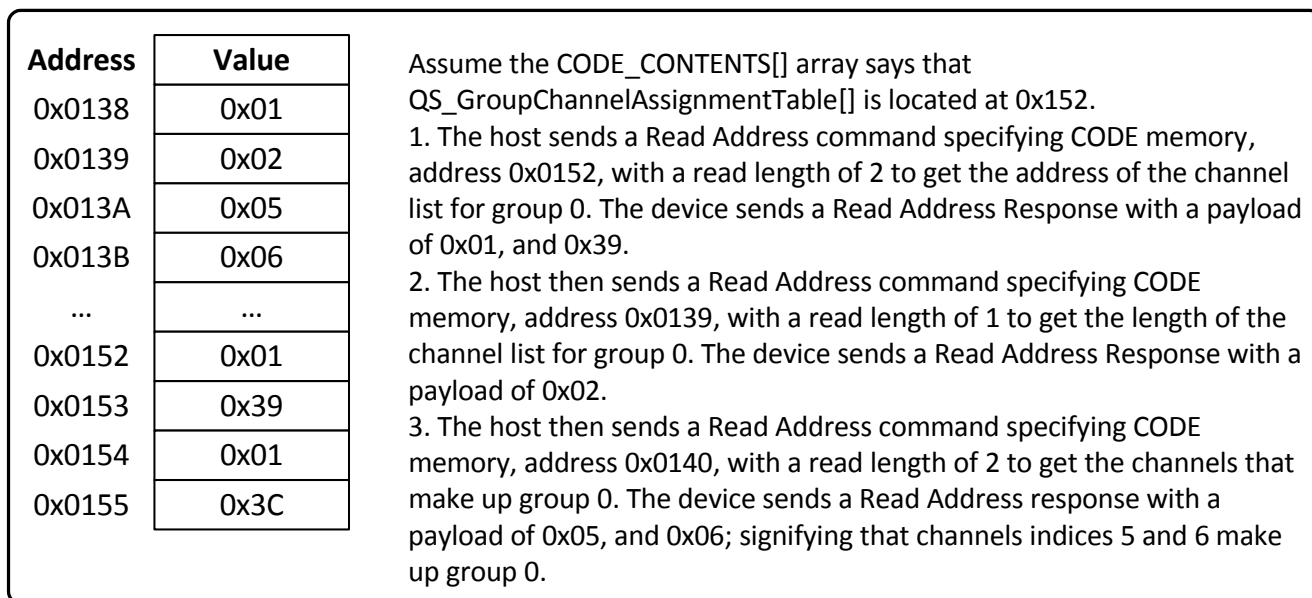 Address Value
0x0138 0x01
0x0139 0x02
0x013A 0x05
0x013B 0x06
... ...
0x0152 0x01
0x0153 0x39
0x0154 0x01
0x0155 0x3C
Assume the CODE_CONTENTS[] array says that
QS_GroupChannelAssignmentTable[] is located at 0x152.
1. The host sends a Read Address command specifying CODE memory,
address 0x0152, with a read length of 2 to get the address of the channel
list for group 0. The device sends a Read Address Response with a payload
of 0x01, and 0x39.
2. The host then sends a Read Address command specifying CODE
memory, address 0x0139, with a read length of 1 to get the length of the
channel list for group 0. The device sends a Read Address Response with a
payload of 0x02.
3. The host then sends a Read Address command specifying CODE
memory, address 0x0140, with a read length of 2 to get the channels that
make up group 0. The device sends a Read Address response with a
payload of 0x05, and 0x06; signifying that channels indices 5 and 6 make
up group 0.